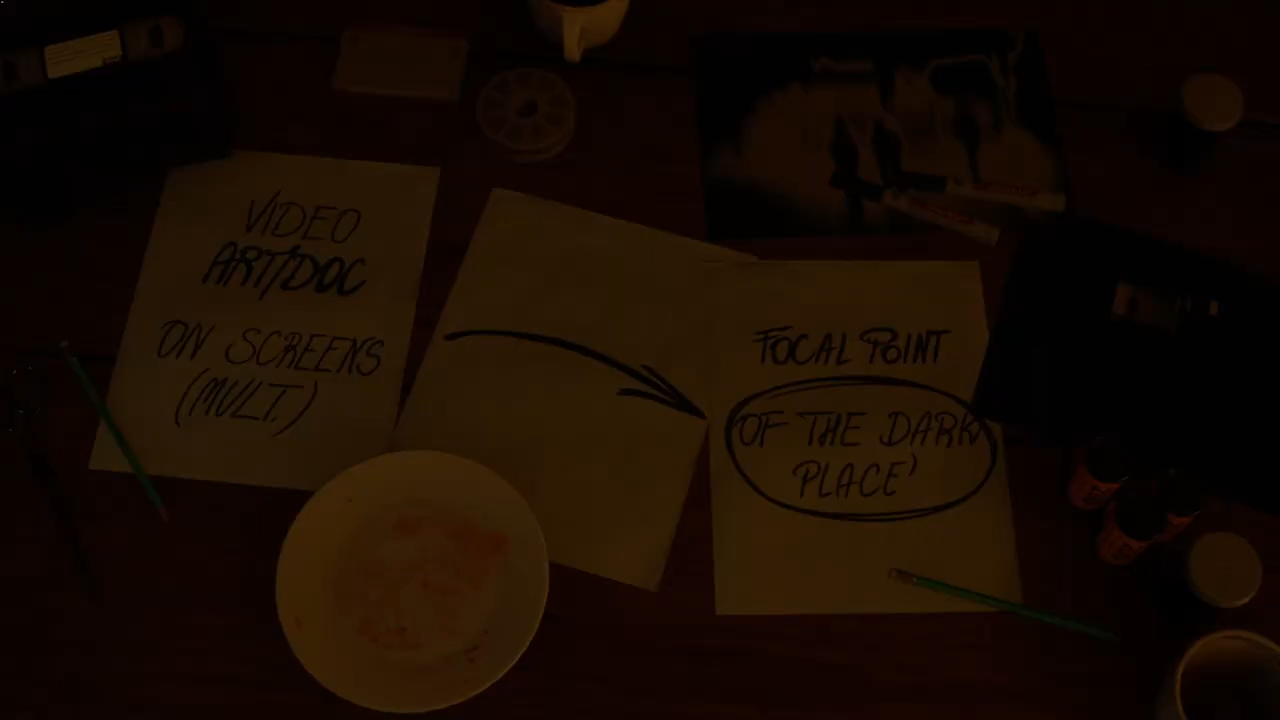 VIDEO
ART/DOC
ON SCREENS
(MULT.)
FOCAL POINT
OF THE DARK
PLACE'